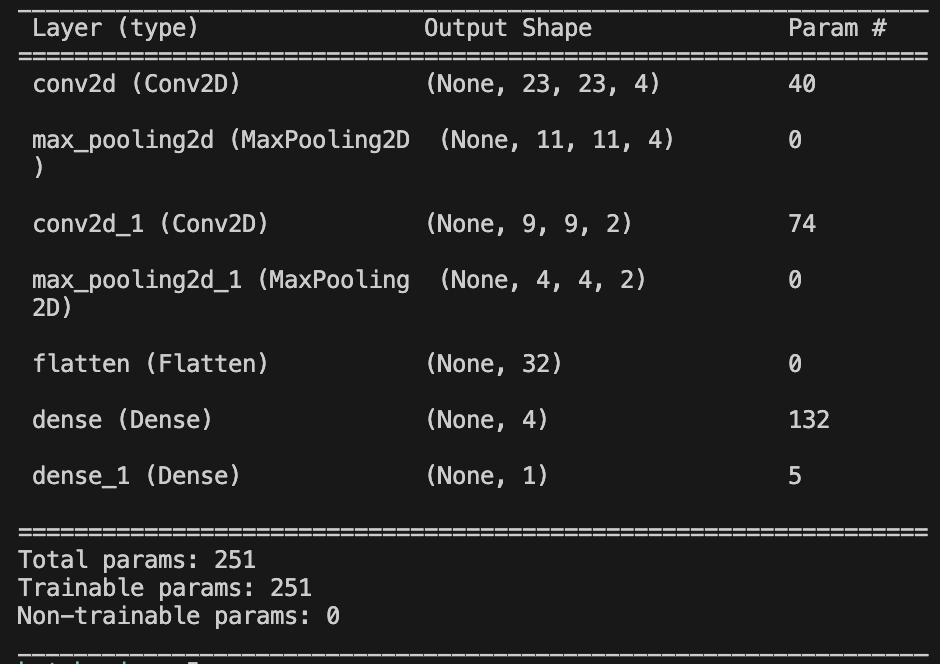 Layer (type) Output Shape Param #
conv2d (Conv2D) (None, 23, 23, 4) 40
max_pooling2d (MaxPooling2D (None, 11, 11, 4) 0
)
conv2d_1 (Conv2D) (None, 9, 9, 2) 74
max_pooling2d_1 (MaxPooling (None, 4, 4, 2) 0
2D)
flatten (Flatten) (None, 32) 0
dense (Dense) (None, 4) 132
dense_1 (Dense) (None, 1) 5
Total params: 251
Trainable params: 251
Non-trainable params: 0